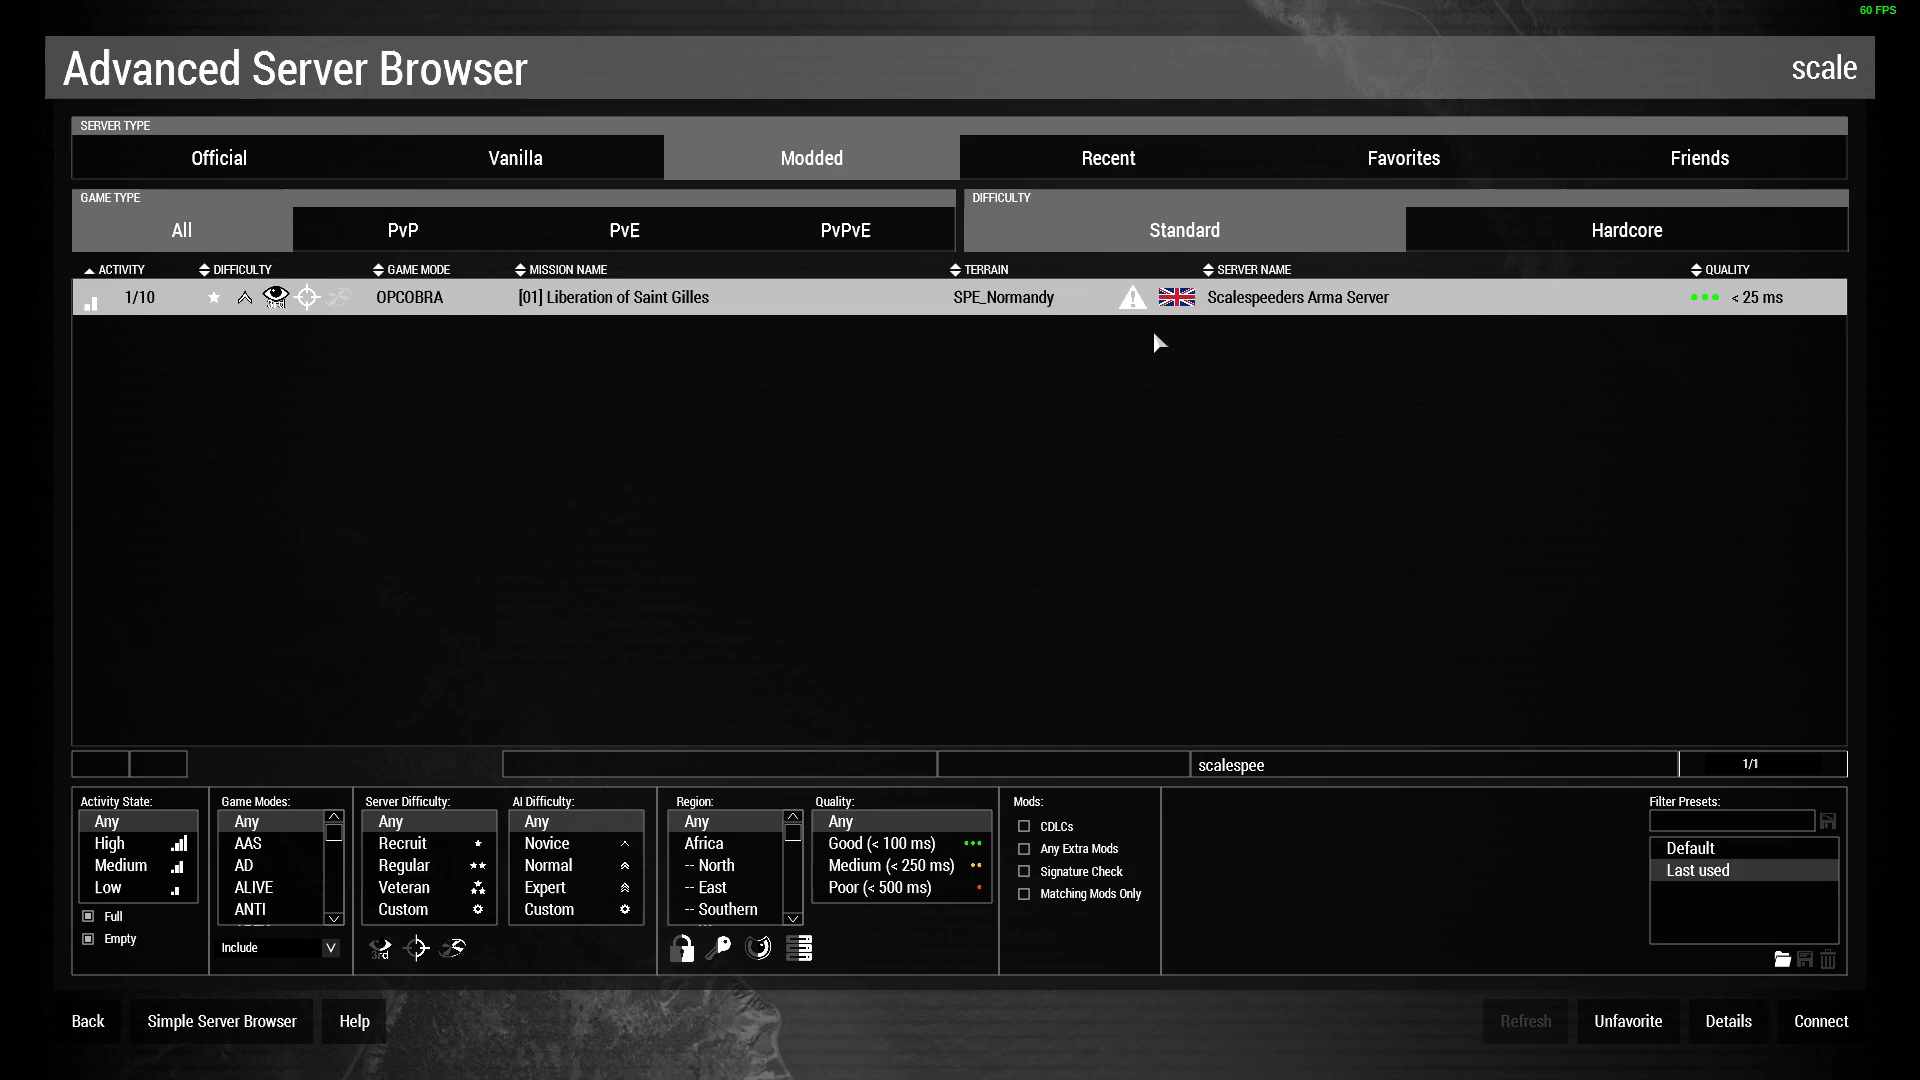 60 FPS
Advanced Server Browser
scale
SERVER TYPE
Official Vanilla Modded Recent Favorites Friends
GAME TYPE DIFFICULTY
All PvP PvE PvPvE Standard Hardcore
ACTIVITY DIFFICULTY GAME MODE MISSION NAME TERRAIN SERVER NAME QUALITY
1/10 OPCOBRA [01] Liberation of Saint Gilles SPE_Normandy Scalespeeders Arma Server < 25 ms
scalespee 1/1
Activity State:
Any
High
Medium
Low
Full
Empty
Game Modes:
Any
AAS
AD
ALIVE
ANTI
Include
Server Difficulty:
Any
Recruit
Regular
Veteran
Custom
3rd
AI Difficulty:
Any
Novice
Normal
Expert
Custom
Region:
Any
Africa
-- North
-- East
-- Southern
Quality:
Any
Good (< 100 ms)
Medium (< 250 ms)
Poor (< 500 ms)
Mods:
CDLCs
Any Extra Mods
Signature Check
Matching Mods Only
Filter Presets:
Default
Last used
Back Simple Server Browser Help Refresh Unfavorite Details Connect